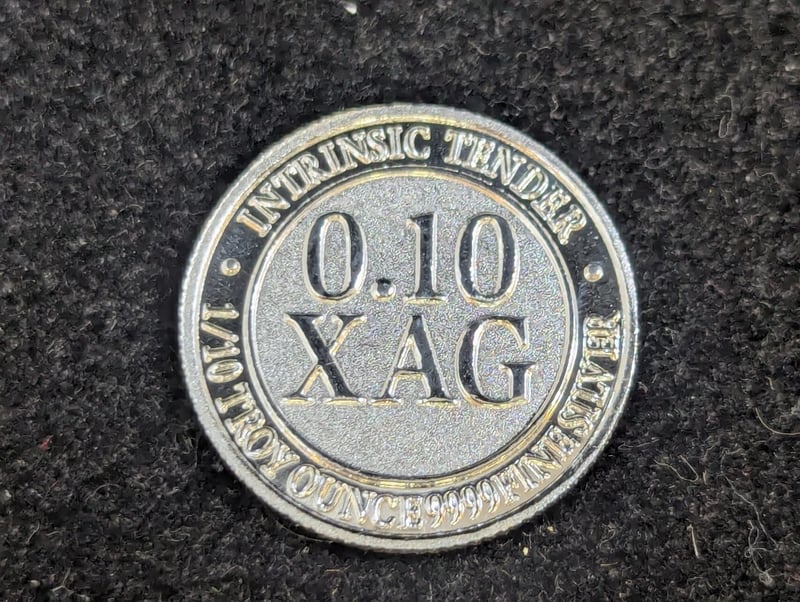 INTRINSIC TENDER
0.10
XAG
1/10 TROY OUNCE 9999 FINE SILVER